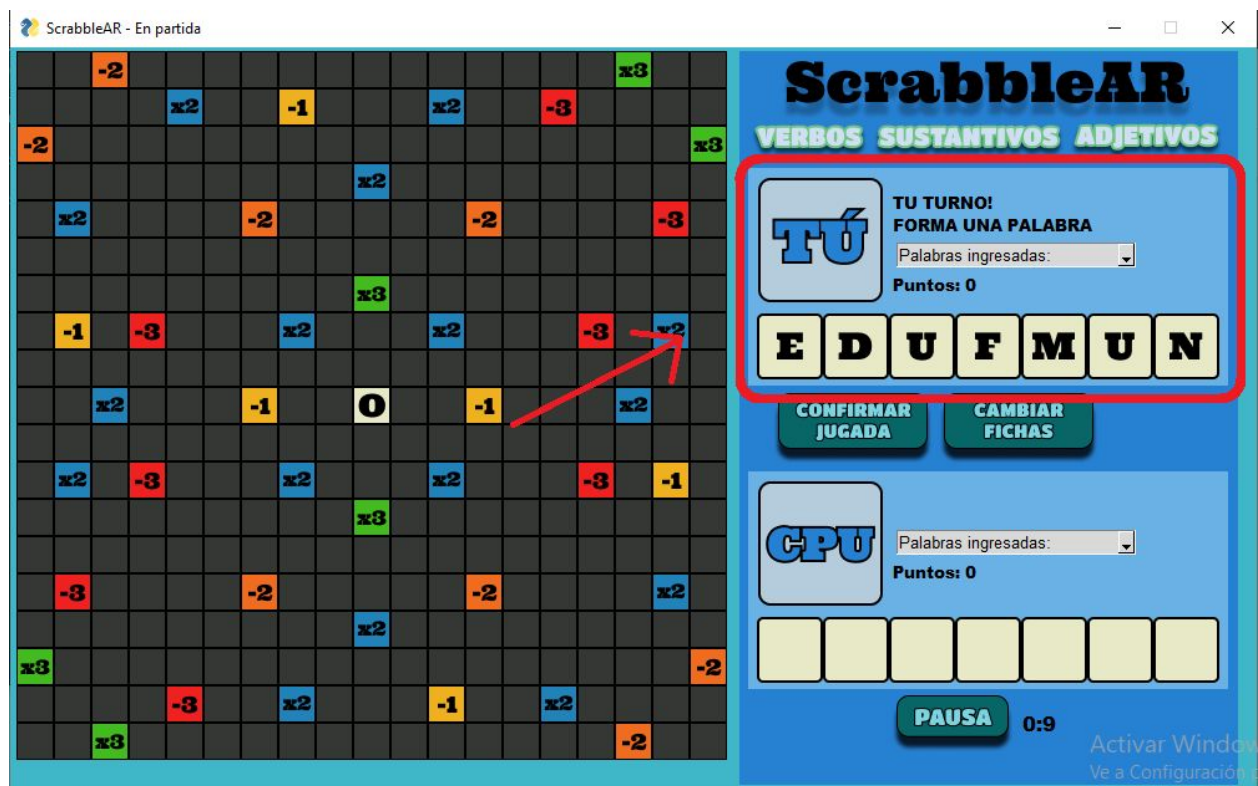 ScrabbleAR - En partida
-2 x3
x2 -1 x2 -3
-2 x3
x2
x2 -2 -2 -3
x3
-1 -3 x2 x2 -3 x2
x2 -1 O -1 x2
x2 -3 x2 x2 -3 -1
x3
-3 -2 -2 x2
x2
x3 -2
-3 x2 -1 x2
x3 -2
ScrabbleAR
VERBOS SUSTANTIVOS ADJETIVOS
TÚ
TU TURNO!
FORMA UNA PALABRA
Palabras ingresadas:
Puntos: 0
E D U F M U N
CONFIRMAR
JUGADA
CAMBIAR
FICHAS
CPU
Palabras ingresadas:
Puntos: 0
PAUSA 0:9
Activar Window
Ve a Configuración